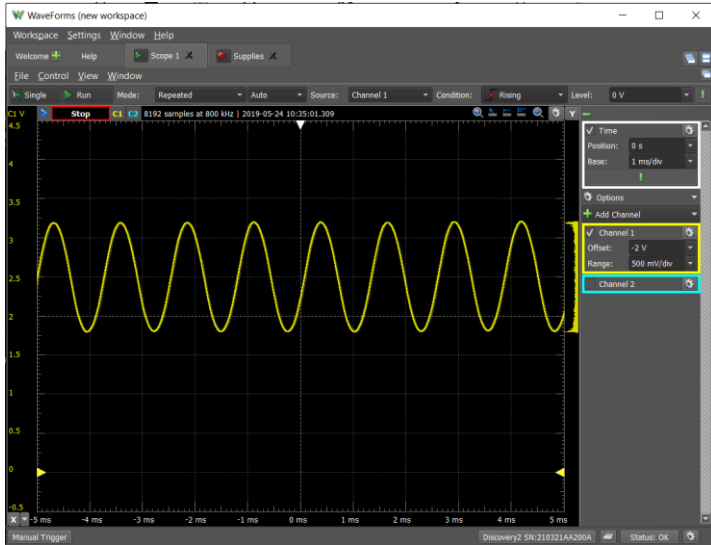 WaveForms (new workspace)
Workspace Settings Window Help
Welcome Help Scope 1 Supplies
File Control View Window
Single Run Mode: Repeated Auto Source: Channel 1 Condition: Rising Level: 0 V
C1 V Stop C1 C2 8192 samples at 800 kHz | 2019-05-24 10:35:01.309 Y
4.5
4
3.5
3
2.5
2
1.5
1
0.5
0
-0.5
X -5 ms -4 ms -3 ms -2 ms -1 ms 0 ms 1 ms 2 ms 3 ms 4 ms 5 ms
Time
Position: 0 s
Base: 1 ms/div
Options
Add Channel
Channel 1
Offset: -2 V
Range: 500 mV/div
Channel 2
Manual Trigger Discovery2 SN:210321AA200A Status: OK